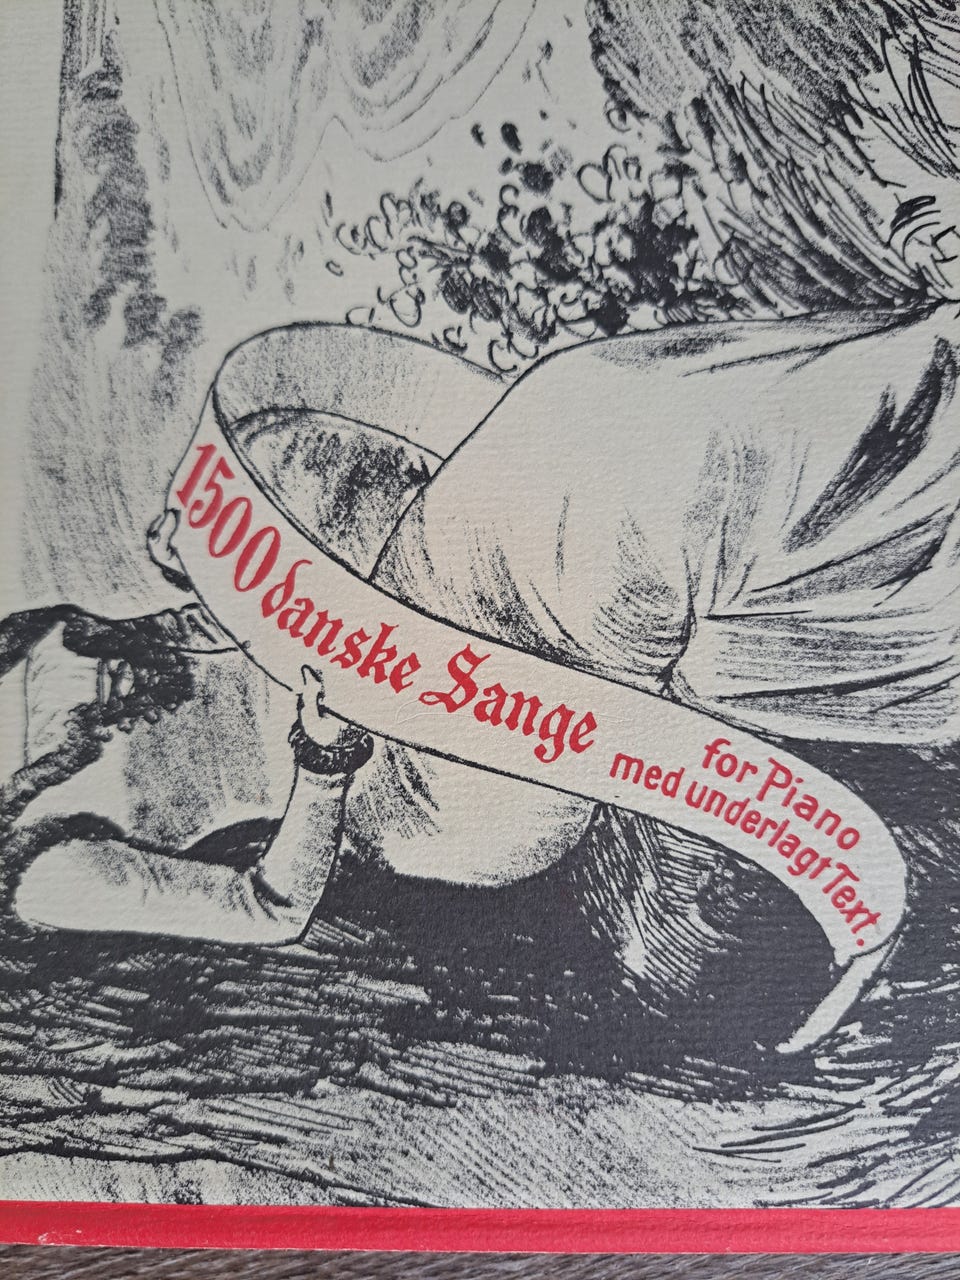 1500 danske Sange
for Piano
med underlagt Text.